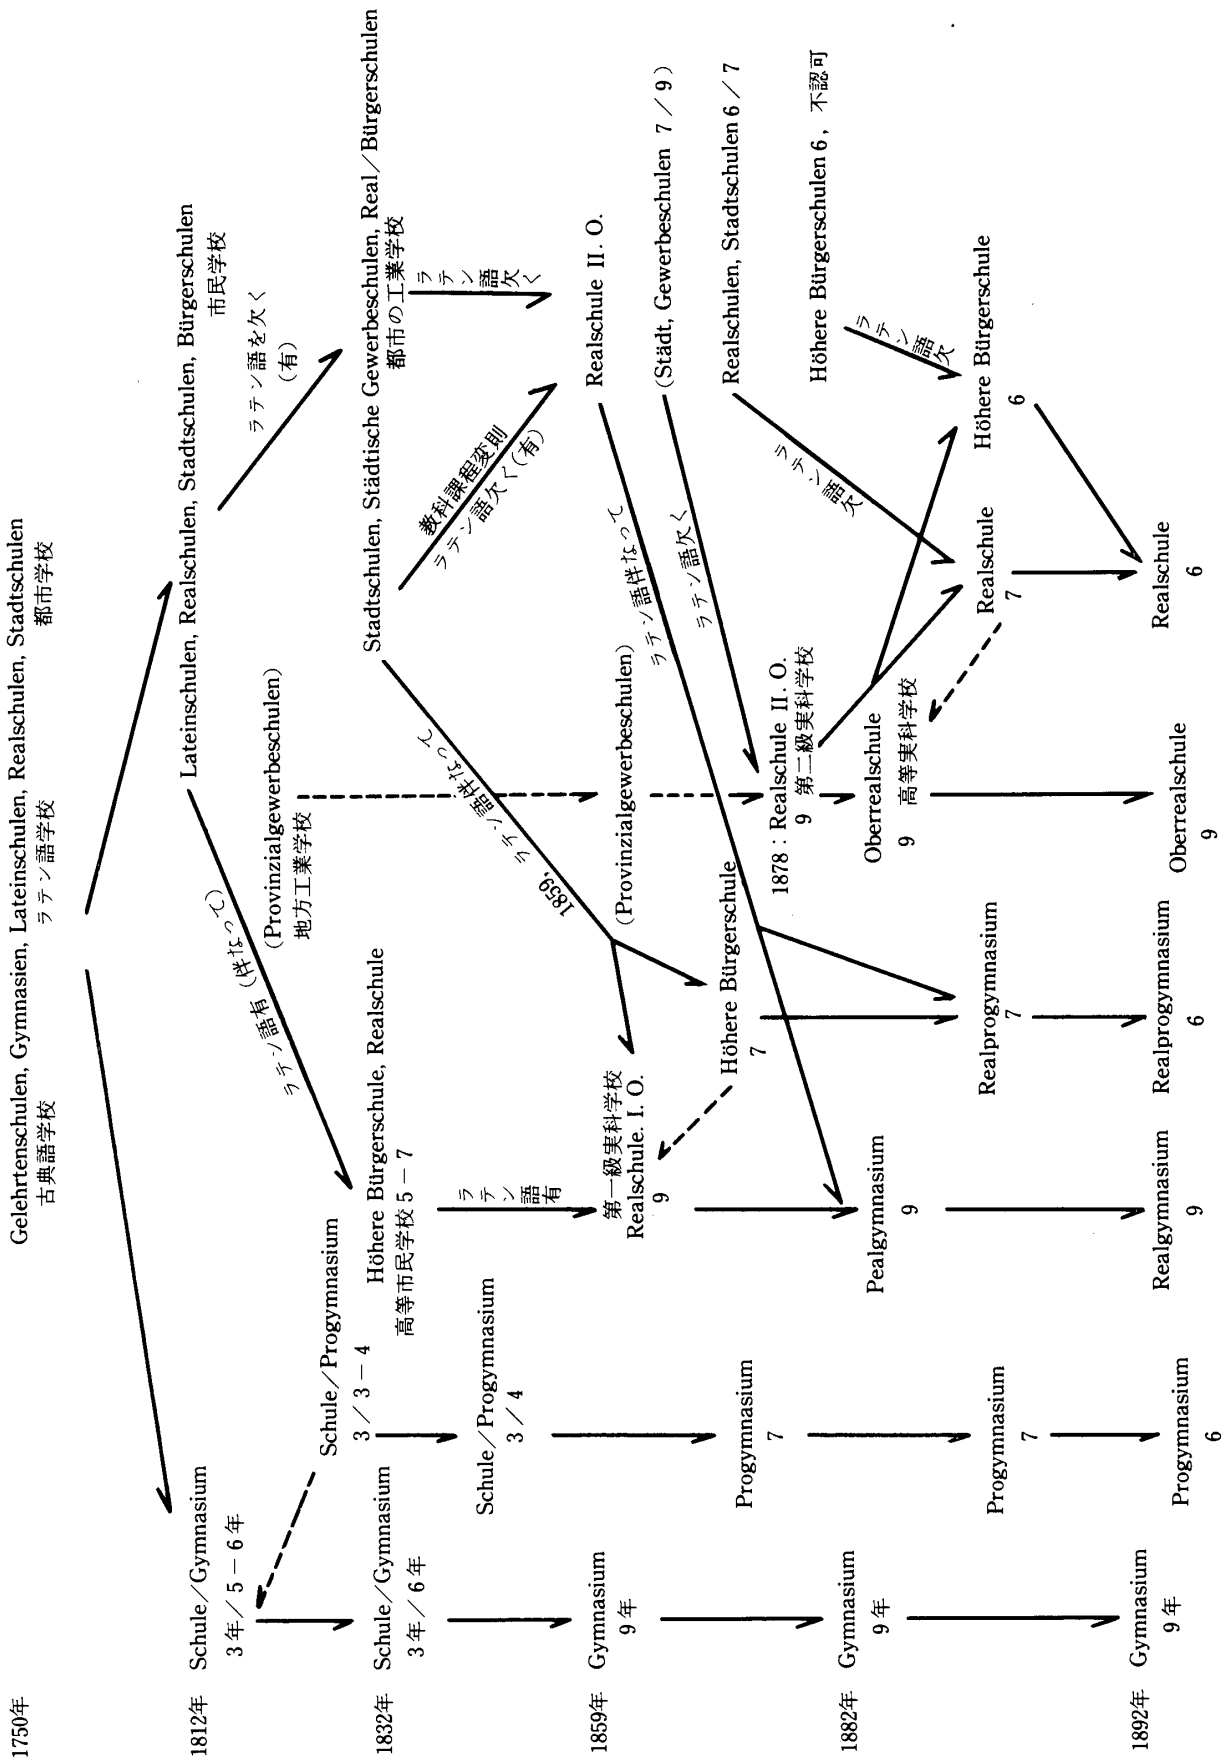 1750年
Gelehrtenschulen, Gymnasien, Lateinschulen, Realschulen, Stadtschulen
古典語学校
ラテン語学校
都市学校
1812年
Schule/Gymnasium
3年/5-6年
Lateinschulen, Realschulen, Stadtschulen, Bürgerschulen
市民学校
ラテン語有(伴なって)
ラテン語を欠く
(有)
(Provinzialgewerbeschulen)
地方工業学校
Schule/Progymnasium
3/3-4
1832年
Schule/Gymnasium
3年/6年
Höhere Bürgerschule, Realschule
高等市民学校5-7
Stadtschulen, Städtische Gewerbeschulen, Real/Bürgerschulen
都市の工業学校
Schule/Progymnasium
3/4
ラテン語有
1859, ラテン語伴なって
教科課程変則
ラテン語欠く(有)
ラテン語欠く
1859年
Gymnasium
9年
第一級実科学校
Realschule. I. O.
9
(Provinzialgewerbeschulen)
Realschule II. O.
ラテン語伴なって
(Städt, Gewerbeschulen 7/9)
ラテン語欠く
Progymnasium
7
Höhere Bürgerschule
7
Realschulen, Stadtschulen 6/7
ラテン語欠
1878:Realschule II. O.
9 第二級実科学校
Höhere Bürgerschulen 6, 不認可
ラテン語欠
1882年
Gymnasium
9年
Pealgymnasium
9
Oberrealschule
9 高等実科学校
Progymnasium
7
Realprogymnasium
7
Realschule
7
Höhere Bürgerschule
6
1892年
Gymnasium
9年
Progymnasium
6
Realgymnasium
9
Realprogymnasium
6
Oberrealschule
9
Realschule
6